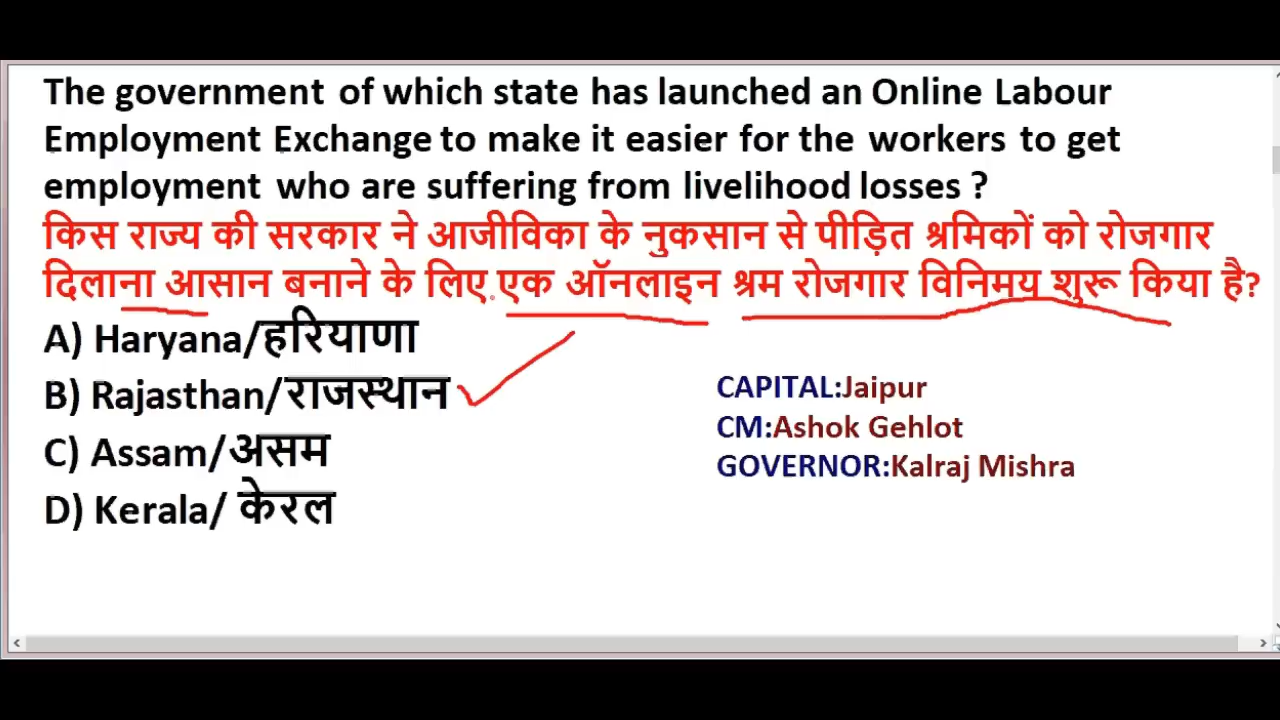 The government of which state has launched an Online Labour
Employment Exchange to make it easier for the workers to get
employment who are suffering from livelihood losses ?
किस राज्य की सरकार ने आजीविका के नुकसान से पीड़ित श्रमिकों को रोजगार
दिलाना आसान बनाने के लिए एक ऑनलाइन श्रम रोजगार विनिमय शुरू किया है?
A) Haryana/हरियाणा
B) Rajasthan/राजस्थान
C) Assam/असम
D) Kerala/ केरल
CAPITAL:Jaipur
CM:Ashok Gehlot
GOVERNOR:Kalraj Mishra